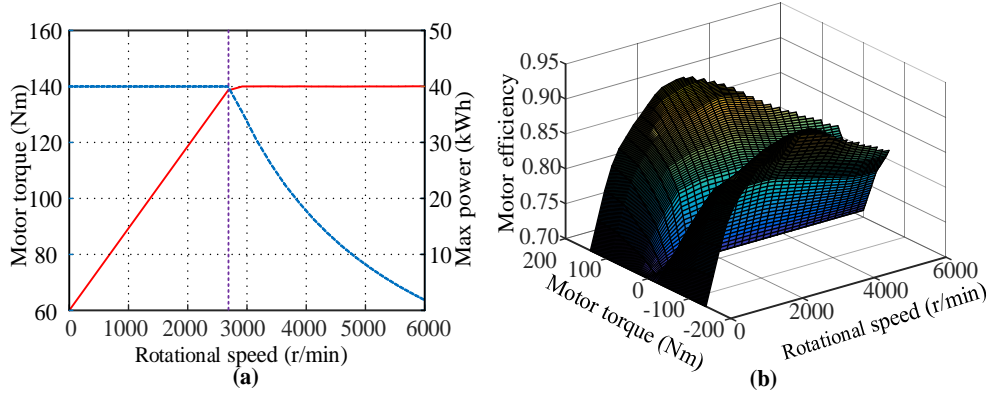 160
140
120
100
80
60
Motor torque (Nm)
50
40
30
20
10
0
Max power (kWh)
0 1000 2000 3000 4000 5000 6000
Rotational speed (r/min)
(a)
0.95
0.90
0.85
0.80
0.75
0.70
Motor efficiency
200 100 0 -100 -200
Motor torque (Nm)
0 2000 4000 6000
Rotational speed (r/min)
(b)